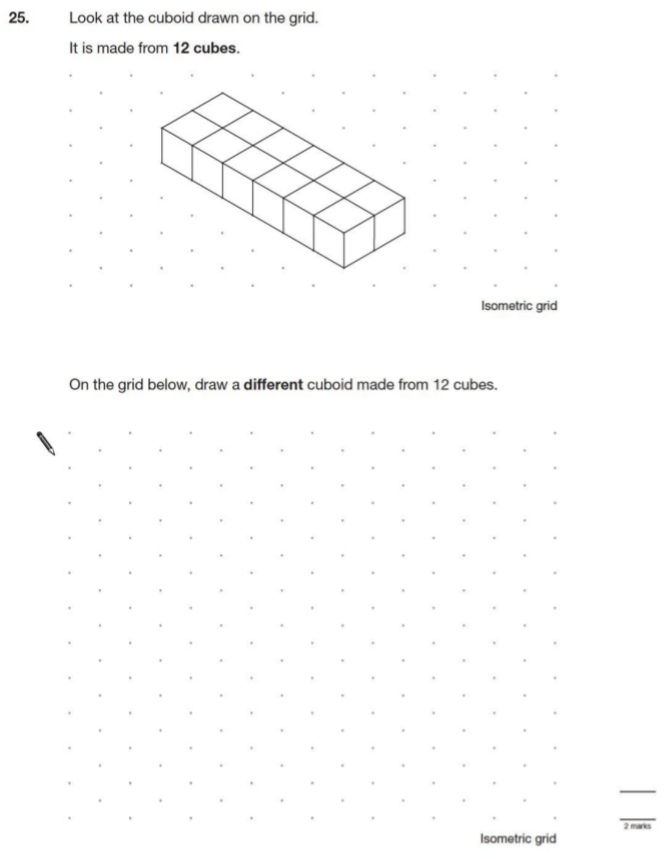 25. Look at the cuboid drawn on the grid.
It is made from 12 cubes.
Isometric grid
On the grid below, draw a different cuboid made from 12 cubes.
2 marks
Isometric grid